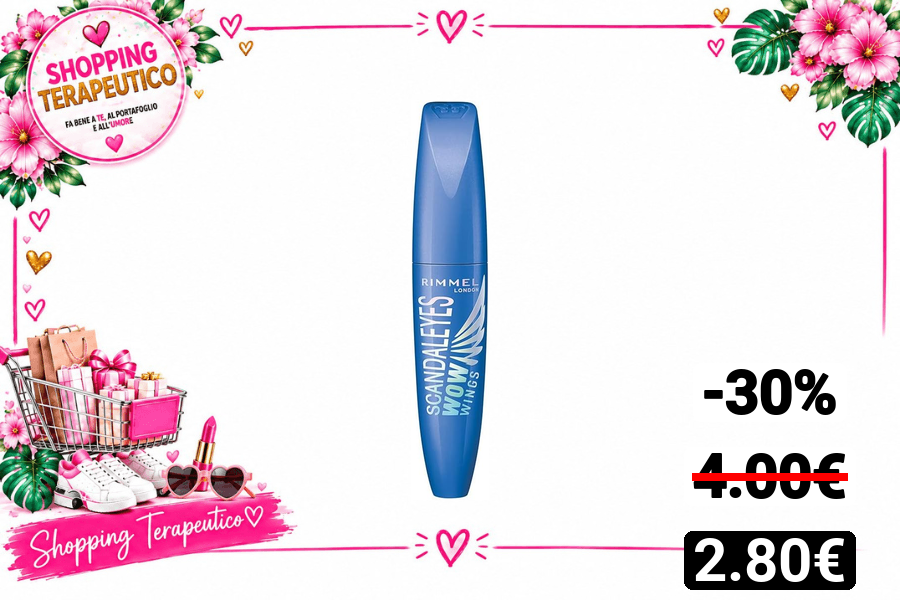 SHOPPING
TERAPEUTICO
FA BENE A TE, AL PORTAFOGLIO
E ALL'UMORE
RIMMEL
LONDON
SCANDALEYES
WOW
WINGS
-30%
4.00€
2.80€
Shopping Terapeutico